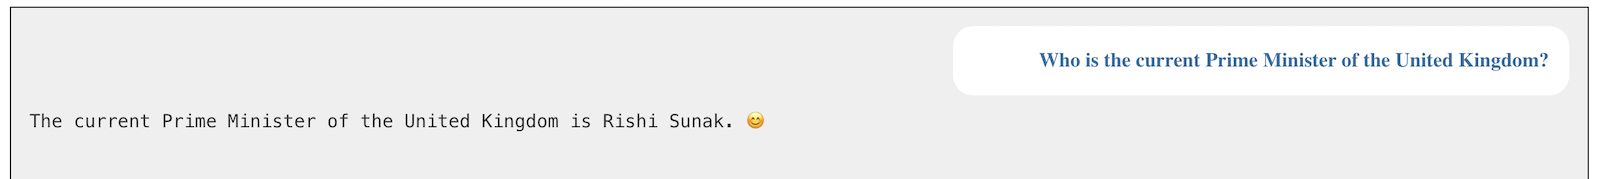 Who is the current Prime Minister of the United Kingdom?
The current Prime Minister of the United Kingdom is Rishi Sunak. 😊